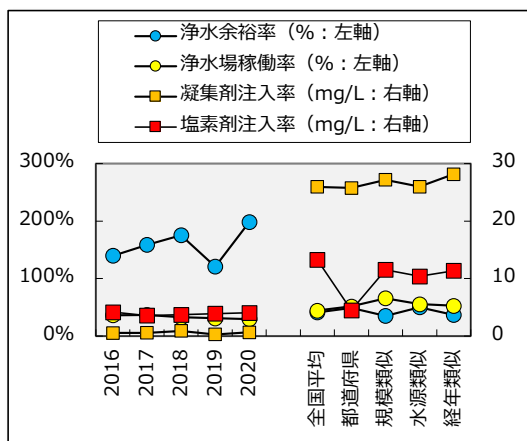 浄水余裕率（%：左軸）
浄水場稼働率（%：左軸）
凝集剤注入率（mg/L：右軸）
塩素剤注入率（mg/L：右軸）
300%
200%
100%
0%
30
20
10
0
2016
2017
2018
2019
2020
全国平均
都道府県
規模類似
水源類似
経年類似